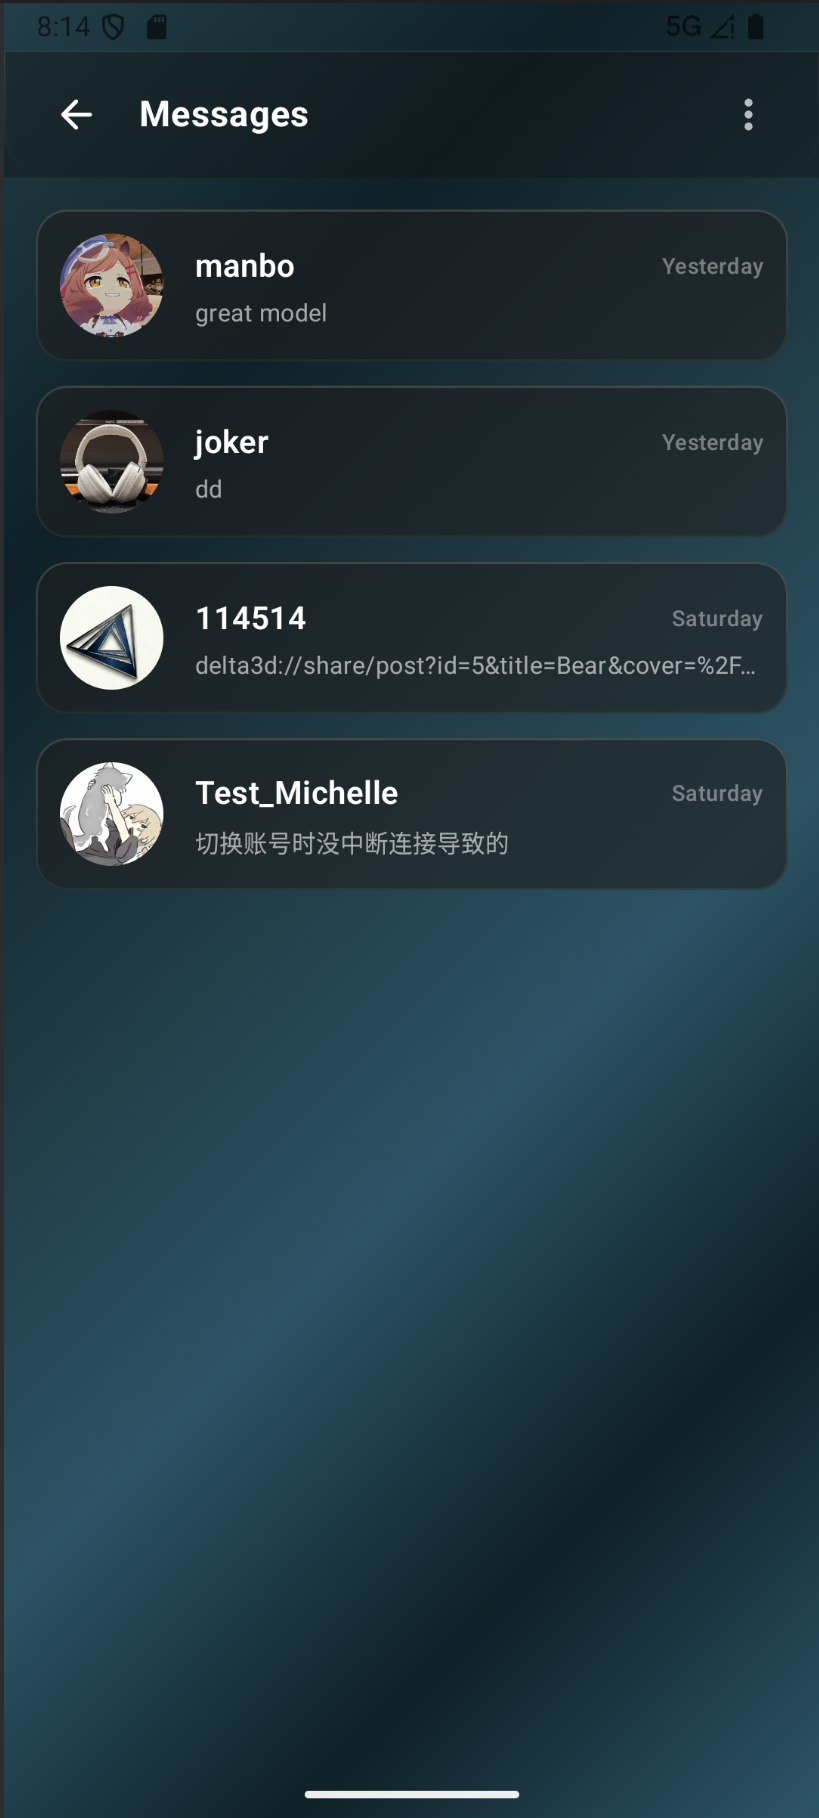 8:14 5G
Messages
manbo Yesterday
great model
joker Yesterday
dd
114514 Saturday
delta3d://share/post?id=5&title=Bear&cover=%2F...
Test_Michelle Saturday
切换账号时没中断连接导致的